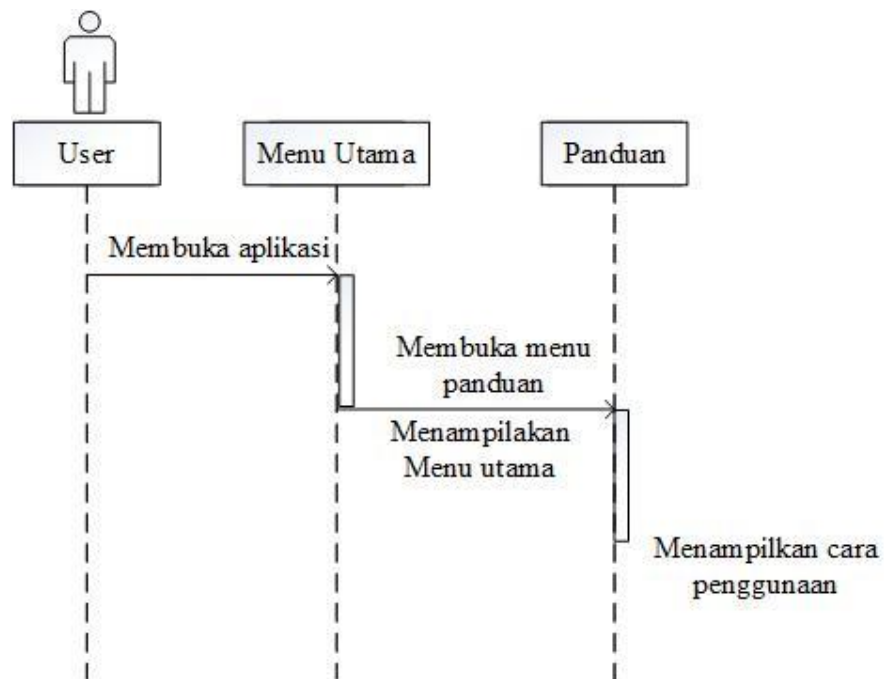 User
Menu Utama
Panduan
Membuka aplikasi
Membuka menu
panduan
Menampilakan
Menu utama
Menampilkan cara
penggunaan